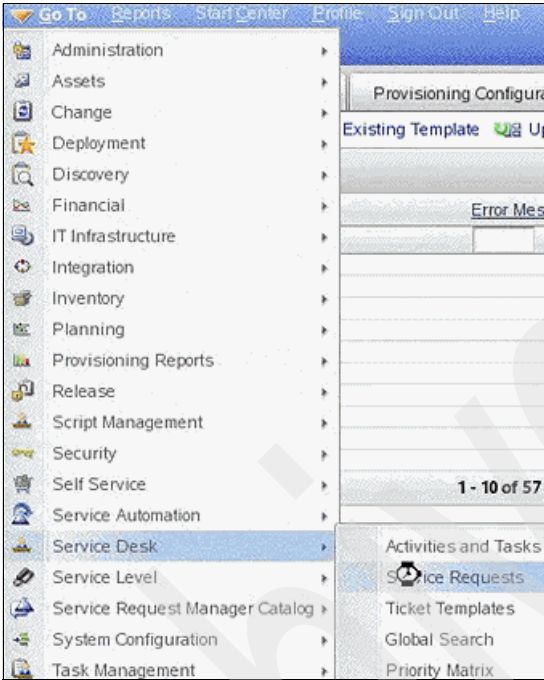 Go To Reports Start Center Profile Sign Out Help
Administration
Assets
Change
Deployment
Discovery
Financial
IT Infrastructure
Integration
Inventory
Planning
Provisioning Reports
Release
Script Management
Security
Self Service
Service Automation
Service Desk
Service Level
Service Request Manager Catalog
System Configuration
Task Management
Provisioning Configura
Existing Template Up
Error Mes
1 - 10 of 57
Activities and Tasks
Service Requests
Ticket Templates
Global Search
Priority Matrix